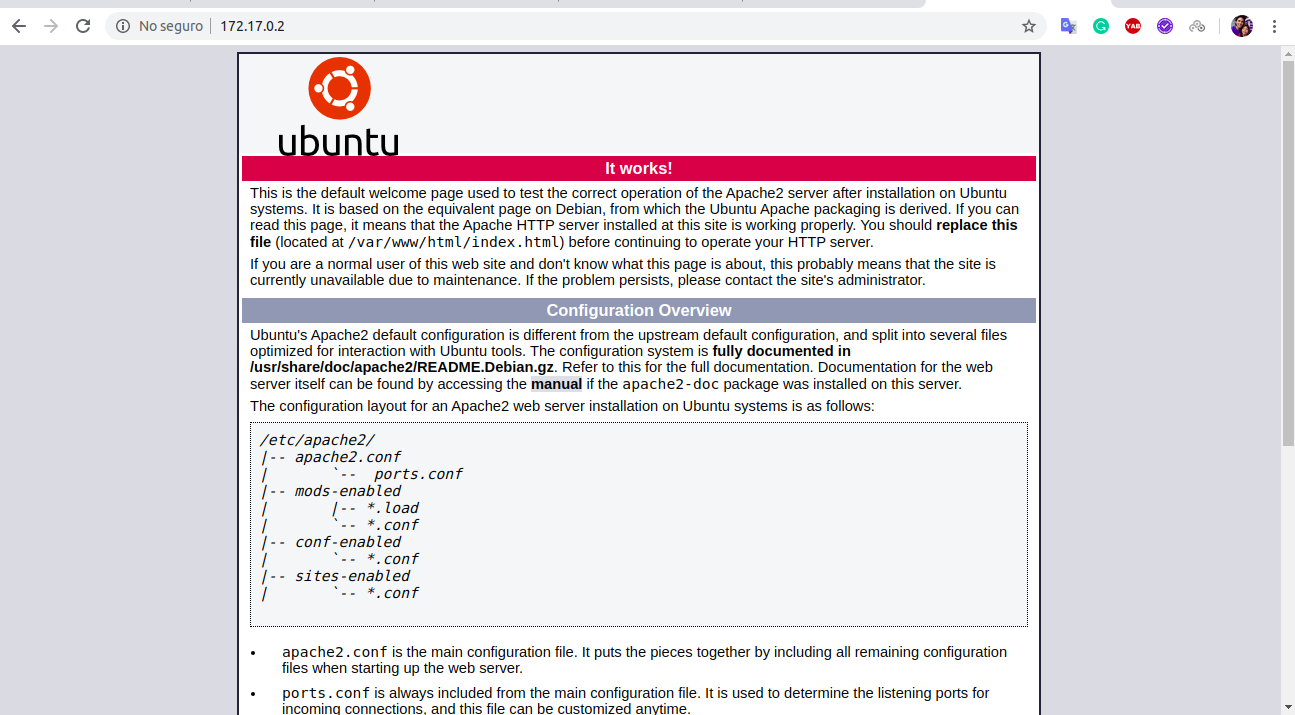 No seguro | 172.17.0.2
YAB
ubuntu
It works!
This is the default welcome page used to test the correct operation of the Apache2 server after installation on Ubuntu
systems. It is based on the equivalent page on Debian, from which the Ubuntu Apache packaging is derived. If you can
read this page, it means that the Apache HTTP server installed at this site is working properly. You should replace this
file (located at /var/www/html/index.html) before continuing to operate your HTTP server.
If you are a normal user of this web site and don't know what this page is about, this probably means that the site is
currently unavailable due to maintenance. If the problem persists, please contact the site's administrator.
Configuration Overview
Ubuntu's Apache2 default configuration is different from the upstream default configuration, and split into several files
optimized for interaction with Ubuntu tools. The configuration system is fully documented in
/usr/share/doc/apache2/README.Debian.gz. Refer to this for the full documentation. Documentation for the web
server itself can be found by accessing the manual if the apache2-doc package was installed on this server.
The configuration layout for an Apache2 web server installation on Ubuntu systems is as follows:
/etc/apache2/
|-- apache2.conf
|       `--  ports.conf
|-- mods-enabled
|       |-- *.load
|       `-- *.conf
|-- conf-enabled
|       `-- *.conf
|-- sites-enabled
|       `-- *.conf
• apache2.conf is the main configuration file. It puts the pieces together by including all remaining configuration
files when starting up the web server.
• ports.conf is always included from the main configuration file. It is used to determine the listening ports for
incoming connections, and this file can be customized anytime.